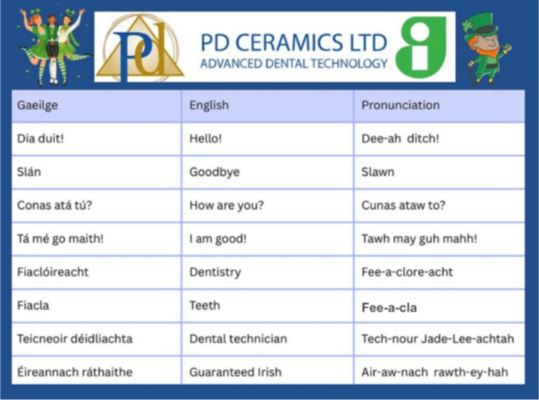 Pd PD CERAMICS LTD
ADVANCED DENTAL TECHNOLOGY
Gaeilge English Pronunciation
Dia duit! Hello! Dee-ah ditch!
Slán Goodbye Slawn
Conas atá tú? How are you? Cunas ataw to?
Tá mé go maith! I am good! Tawh may guh mahh!
Fiaclóireacht Dentistry Fee-a-clore-acht
Fiacla Teeth Fee-a-cla
Teicneoir déidliachta Dental technician Tech-nour Jade-Lee-achtah
Éireannach ráthaithe Guaranteed Irish Air-aw-nach rawth-ey-hah